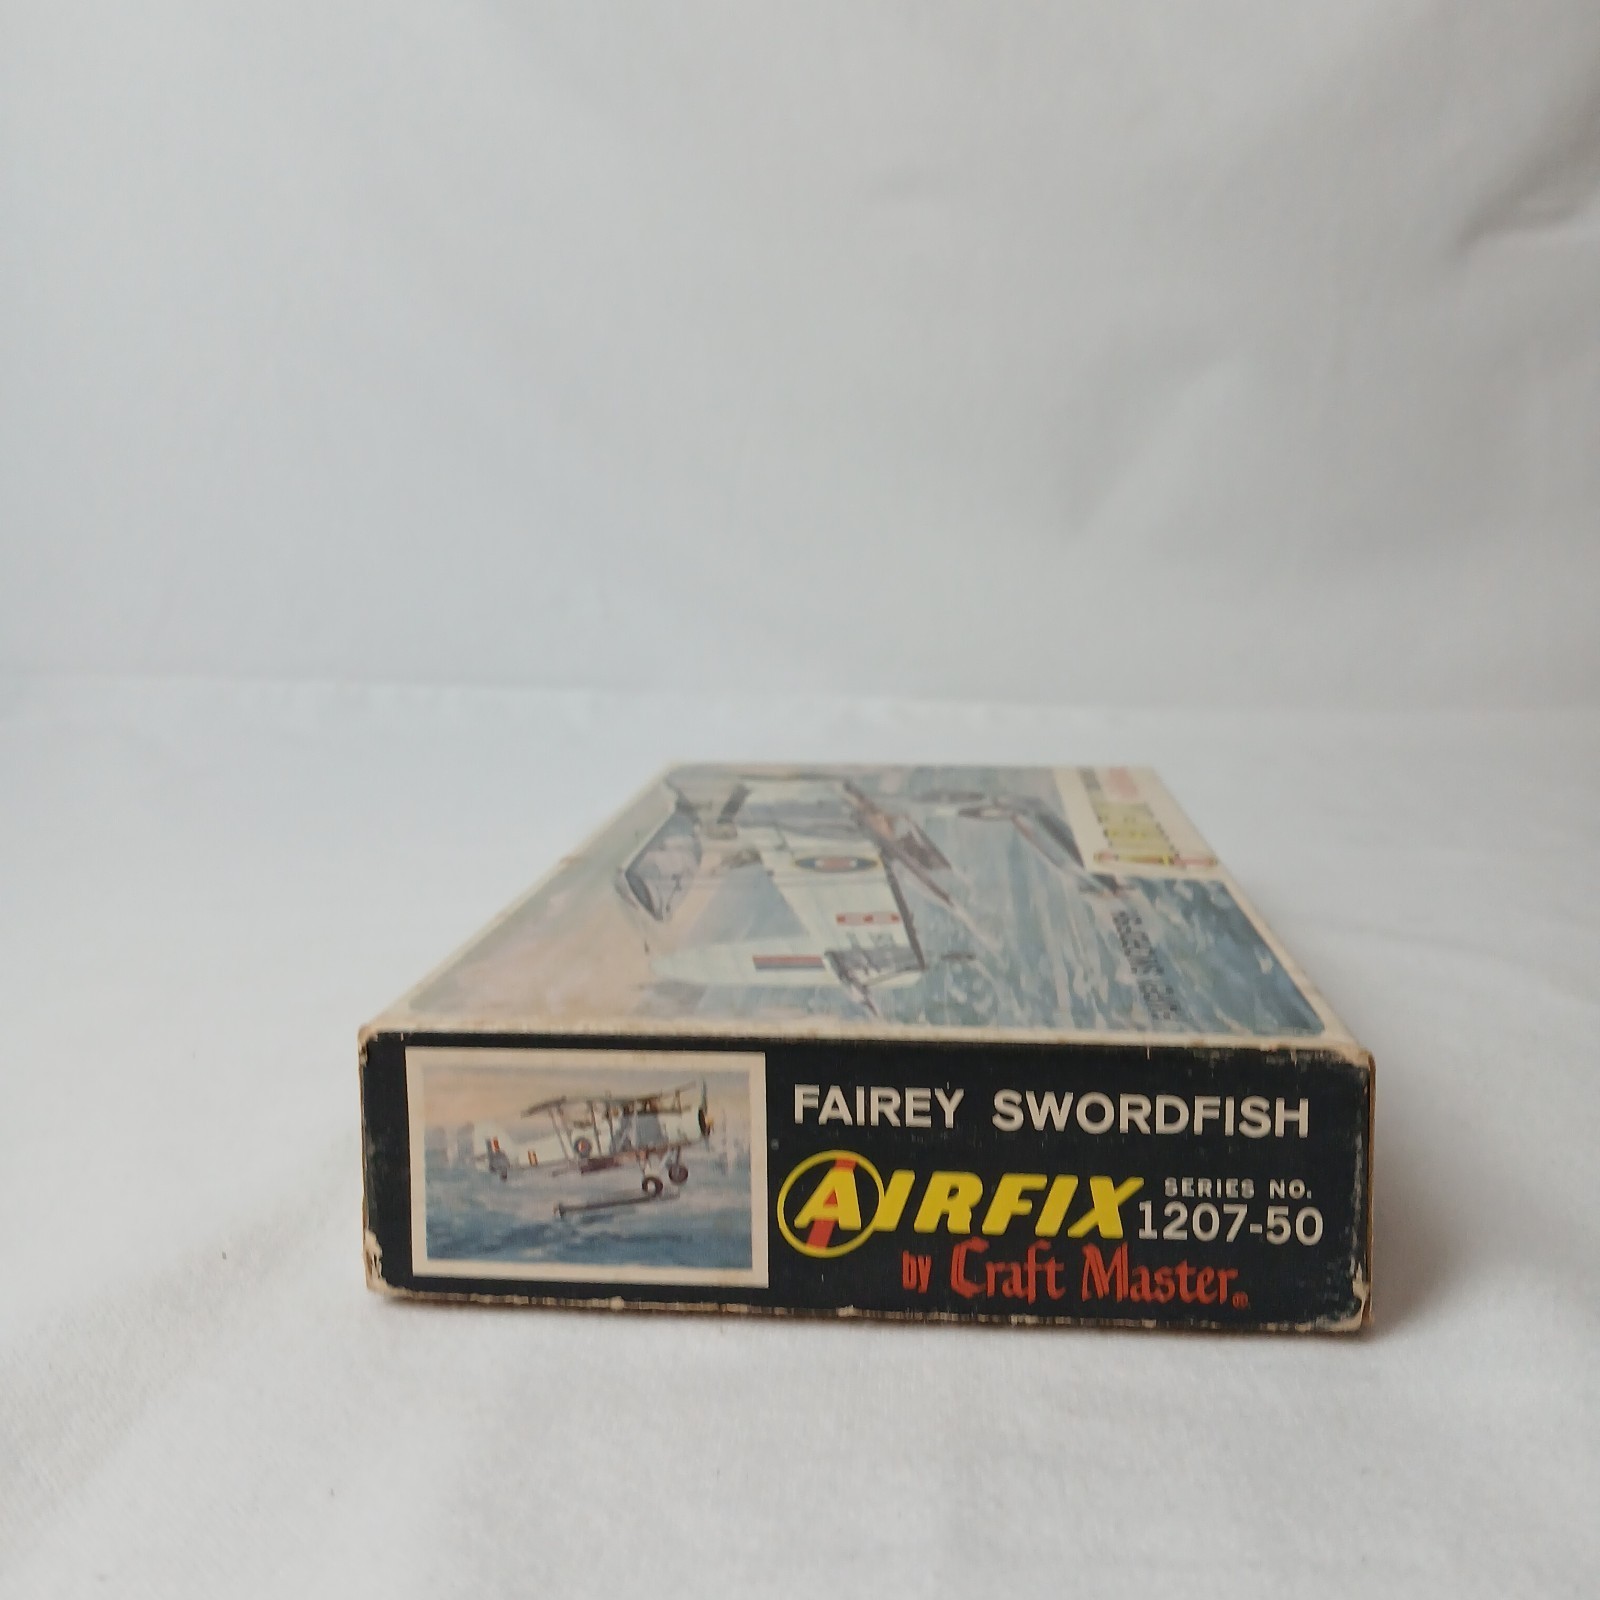 FAIREY SWORDFISH
AIRFIX
SERIES NO.
1207-50
by Craft Master®